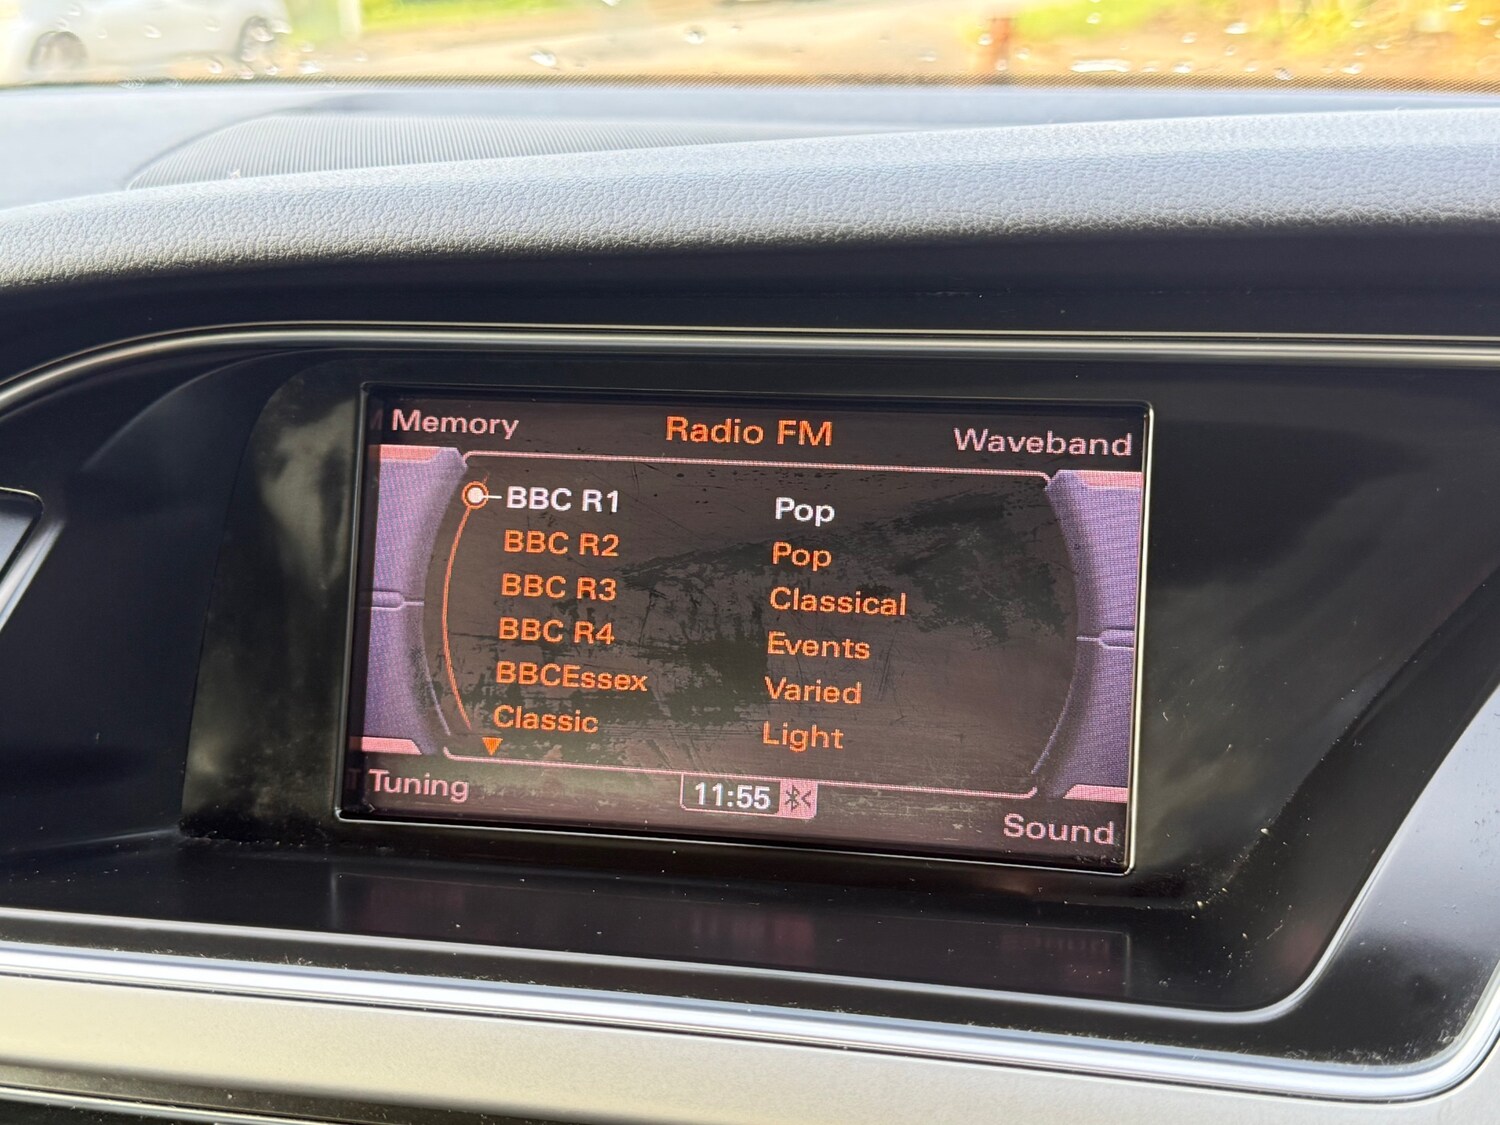 Memory Radio FM Waveband
BBC R1 Pop
BBC R2 Pop
BBC R3 Classical
BBC R4 Events
BBCEssex Varied
Classic Light
Tuning 11:55 Sound